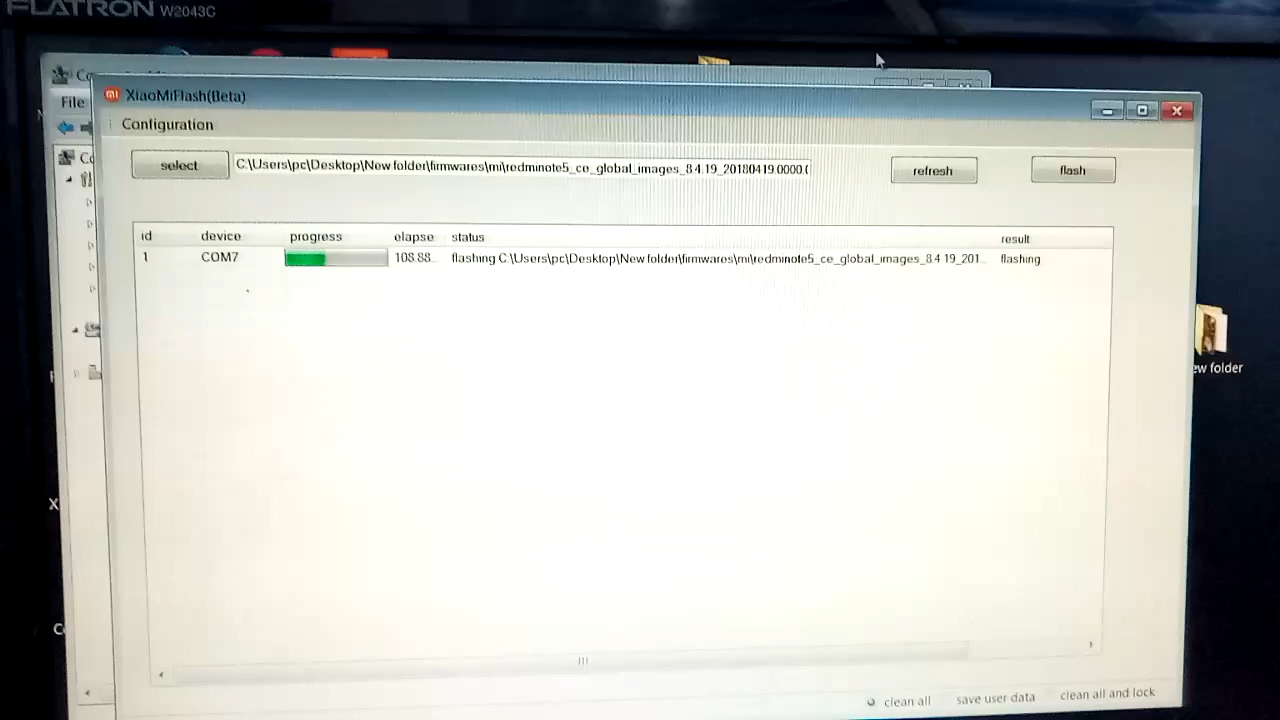 FLATRON W2043C
File
XiaoMiFlash(Beta)
Configuration
select C:\Users\pc\Desktop\New folder\firmwares\mi\redminote5_ce_global_images_8.4.19_20180419.0000.( refresh flash
id device progress elapse status result
1 COM7 108.88... flashing C:\Users\pc\Desktop\New folder\firmwares\mi\redminote5_ce_global_images_8.4.19_201... flashing
ew folder
clean all save user data clean all and lock